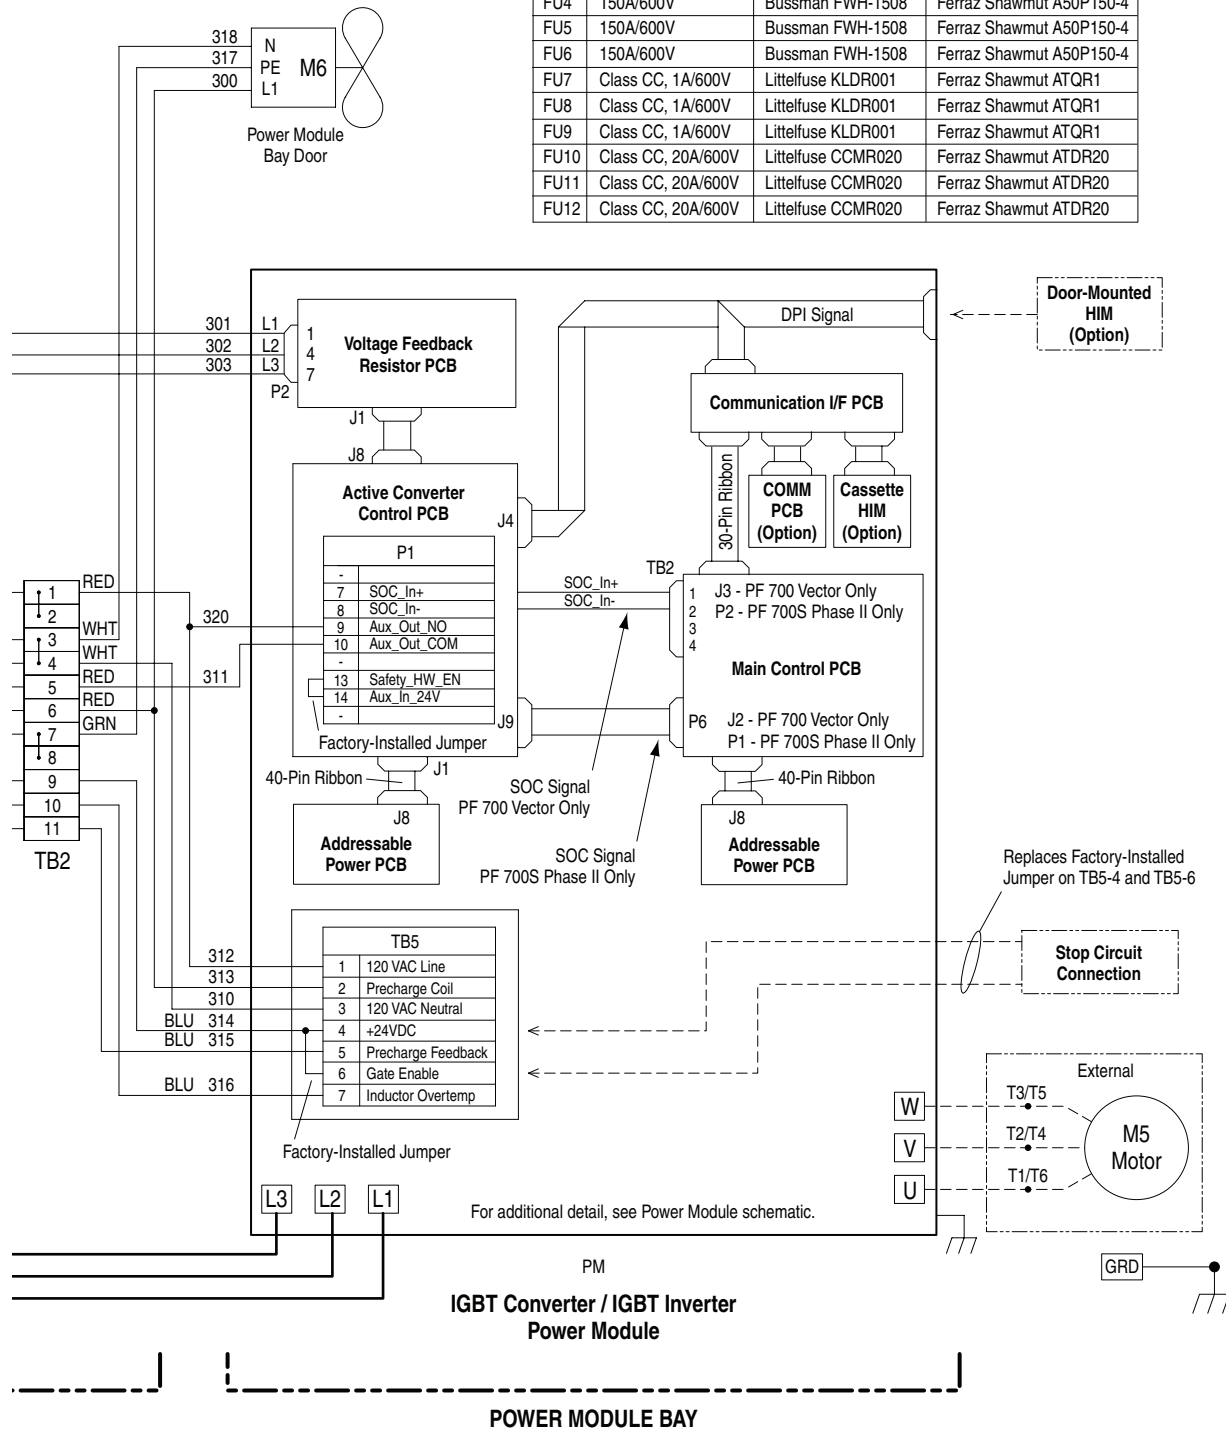 FU4 150A/600V Bussman FWH-1508 Ferraz Shawmut A50P150-4
FU5 150A/600V Bussman FWH-1508 Ferraz Shawmut A50P150-4
FU6 150A/600V Bussman FWH-1508 Ferraz Shawmut A50P150-4
FU7 Class CC, 1A/600V Littelfuse KLDR001 Ferraz Shawmut ATQR1
FU8 Class CC, 1A/600V Littelfuse KLDR001 Ferraz Shawmut ATQR1
FU9 Class CC, 1A/600V Littelfuse KLDR001 Ferraz Shawmut ATQR1
FU10 Class CC, 20A/600V Littelfuse CCMR020 Ferraz Shawmut ATDR20
FU11 Class CC, 20A/600V Littelfuse CCMR020 Ferraz Shawmut ATDR20
FU12 Class CC, 20A/600V Littelfuse CCMR020 Ferraz Shawmut ATDR20
318 N
317 PE M6
300 L1
Power Module
Bay Door
301 L1 1
302 L2 4
303 L3 7
P2
Voltage Feedback
Resistor PCB
J1
J8
DPI Signal
Door-Mounted
HIM
(Option)
Communication I/F PCB
30-Pin Ribbon
COMM
PCB
(Option)
Cassette
HIM
(Option)
Active Converter
Control PCB
J4
P1
-
7 SOC_In+
8 SOC_In-
9 Aux_Out_NO
10 Aux_Out_COM
-
13 Safety_HW_EN
14 Aux_In_24V
-
Factory-Installed Jumper
J9
J1
SOC_In+
SOC_In-
TB2
1
2
3
4
J3 - PF 700 Vector Only
P2 - PF 700S Phase II Only
Main Control PCB
P6
J2 - PF 700 Vector Only
P1 - PF 700S Phase II Only
1 RED
2
3 WHT
4 WHT
5 RED
6 RED
7 GRN
8
9
10
11
TB2
320
311
40-Pin Ribbon
J8
Addressable
Power PCB
SOC Signal
PF 700 Vector Only
SOC Signal
PF 700S Phase II Only
40-Pin Ribbon
J8
Addressable
Power PCB
Replaces Factory-Installed
Jumper on TB5-4 and TB5-6
Stop Circuit
Connection
TB5
312 1 120 VAC Line
313 2 Precharge Coil
310 3 120 VAC Neutral
BLU 314 4 +24VDC
BLU 315 5 Precharge Feedback
6 Gate Enable
BLU 316 7 Inductor Overtemp
Factory-Installed Jumper
External
W T3/T5
V T2/T4
U T1/T6
M5
Motor
L3 L2 L1
For additional detail, see Power Module schematic.
GRD
PM
IGBT Converter / IGBT Inverter
Power Module
POWER MODULE BAY